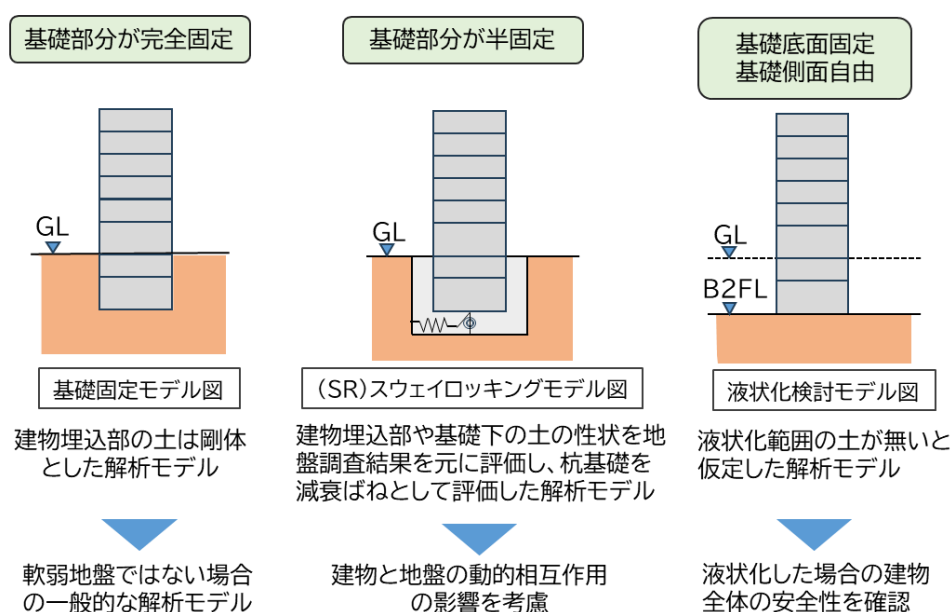 基礎部分が完全固定
GL
基礎固定モデル図
建物埋込部の土は剛体
とした解析モデル
軟弱地盤ではない場合
の一般的な解析モデル
基礎部分が半固定
GL
(SR)スウェイロッキングモデル図
建物埋込部や基礎下の土の性状を地
盤調査結果を元に評価し、杭基礎を
減衰ばねとして評価した解析モデル
建物と地盤の動的相互作用
の影響を考慮
基礎底面固定
基礎側面自由
GL
B2FL
液状化検討モデル図
液状化範囲の土が無いと
仮定した解析モデル
液状化した場合の建物
全体の安全性を確認